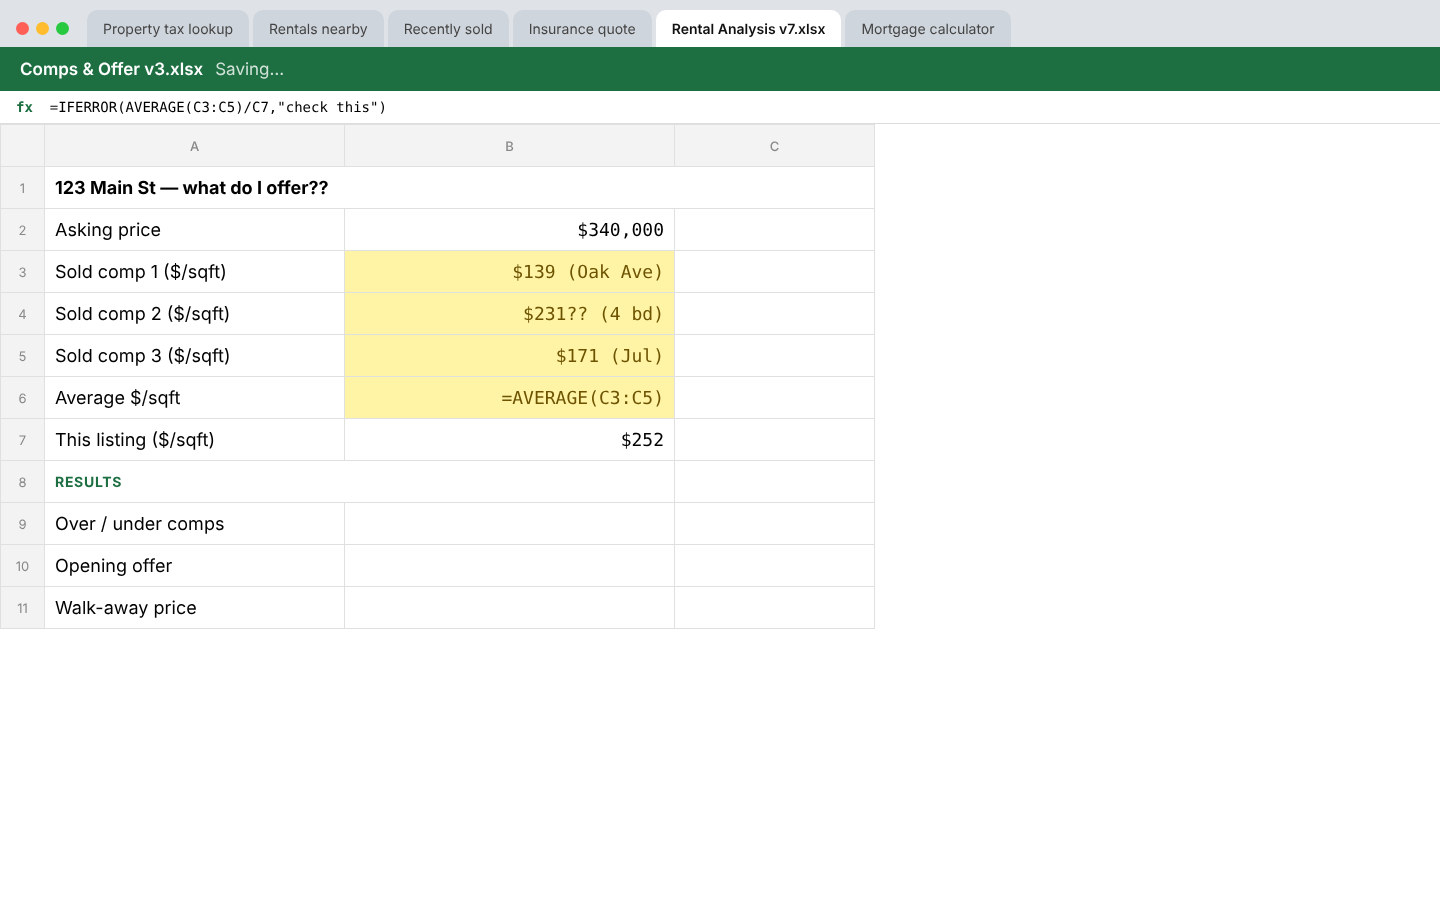 Property tax lookup Rentals nearby Recently sold Insurance quote Rental Analysis v7.xlsx Mortgage calculator
Comps & Offer v3.xlsx Saving...
fx =IFERROR(AVERAGE(C3:C5)/C7,"check this")
A B C
1 123 Main St — what do I offer??
2 Asking price $340,000
3 Sold comp 1 ($/sqft) $139 (Oak Ave)
4 Sold comp 2 ($/sqft) $231?? (4 bd)
5 Sold comp 3 ($/sqft) $171 (Jul)
6 Average $/sqft =AVERAGE(C3:C5)
7 This listing ($/sqft) $252
8 RESULTS
9 Over / under comps
10 Opening offer
11 Walk-away price